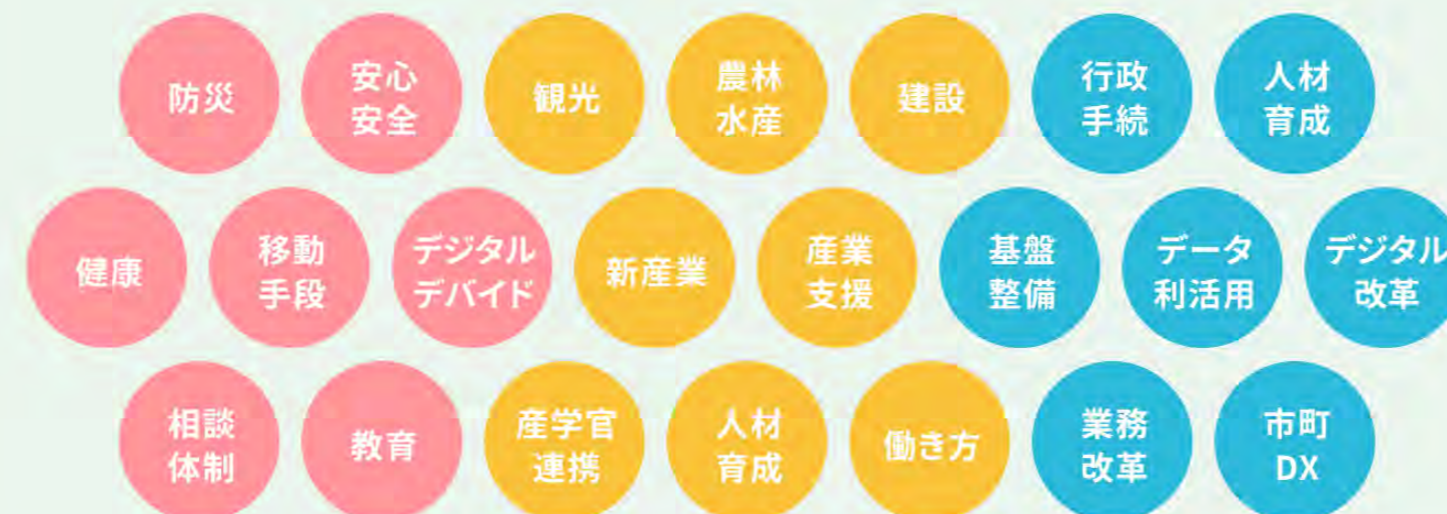 防災
安心
安全
観光
農林
水産
建設
行政
手続
人材
育成
健康
移動
手段
デジタル
デバイド
新産業
産業
支援
基盤
整備
データ
利活用
デジタル
改革
相談
体制
教育
産学官
連携
人材
育成
働き方
業務
改革
市町
DX